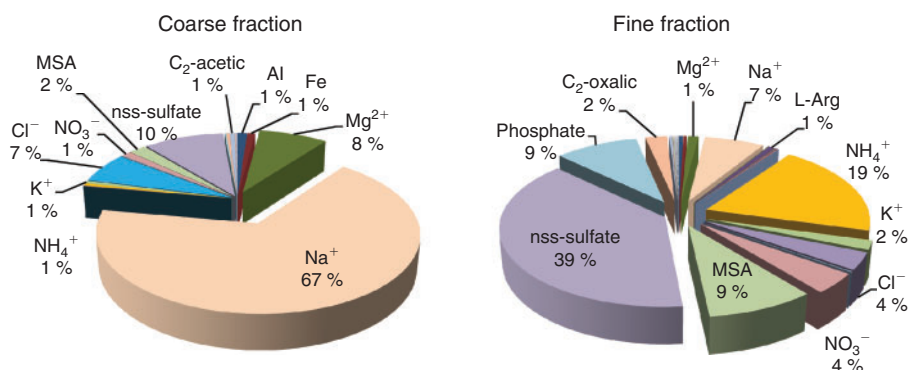 Coarse fraction
MSA
2 %
C₂-acetic
1 %
Al
1 %
Fe
1 %
Mg²⁺
8 %
nss-sulfate
10 %
NO₃⁻
1 %
Cl⁻
7 %
K⁺
1 %
NH₄⁺
1 %
Na⁺
67 %
Fine fraction
C₂-oxalic
2 %
Mg²⁺
1 %
Na⁺
7 %
L-Arg
1 %
Phosphate
9 %
NH₄⁺
19 %
K⁺
2 %
nss-sulfate
39 %
MSA
9 %
Cl⁻
4 %
NO₃⁻
4 %